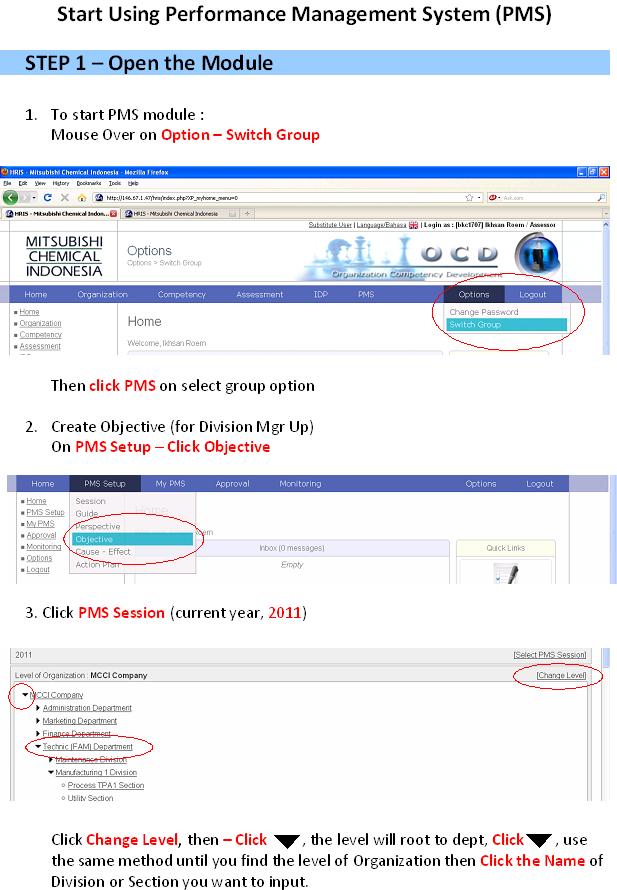 Start Using Performance Management System (PMS)
STEP 1 – Open the Module
1. To start PMS module :
Mouse Over on Option – Switch Group
HRIS - Mitsubishi Chemical Indonesia - Mozilla Firefox
File Edit View History Bookmarks Tools Help
http://146.67.1.47/hris/index.php?XP_myhome_menu=0
Ask.com
HRIS - Mitsubishi Chemical Indon...
HRIS - Mitsubishi Chemical Indonesia
Substitute User | Language/Bahasa | Login as : [bkc1707] Ikhsan Roem / Assessor
MITSUBISHI
CHEMICAL
INDONESIA
Options
Options > Switch Group
OCD
Organization Competency Development
Home Organization Competency Assessment IDP PMS Options Logout
Change Password
Switch Group
Home
Organization
Competency
Assessment
Home
Welcome, Ikhsan Roem
Then click PMS on select group option
2. Create Objective (for Division Mgr Up)
On PMS Setup – Click Objective
Home PMS Setup My PMS Approval Monitoring Options Logout
Home
PMS Setup
My PMS
Approval
Monitoring
Options
Logout
Session
Guide
Perspective
Objective
Cause - Effect
Action Plan
Home
Inbox (0 messages)
Empty
Quick Links
3. Click PMS Session (current year, 2011)
2011 [Select PMS Session]
Level of Organization : MCCI Company [Change Level]
MCCI Company
Administration Department
Marketing Department
Finance Department
Technic (FAM) Department
Maintenance Division
Manufacturing 1 Division
Process TPA1 Section
Utility Section
Click Change Level, then – Click ▼, the level will root to dept, Click ▼, use
the same method until you find the level of Organization then Click the Name of
Division or Section you want to input.